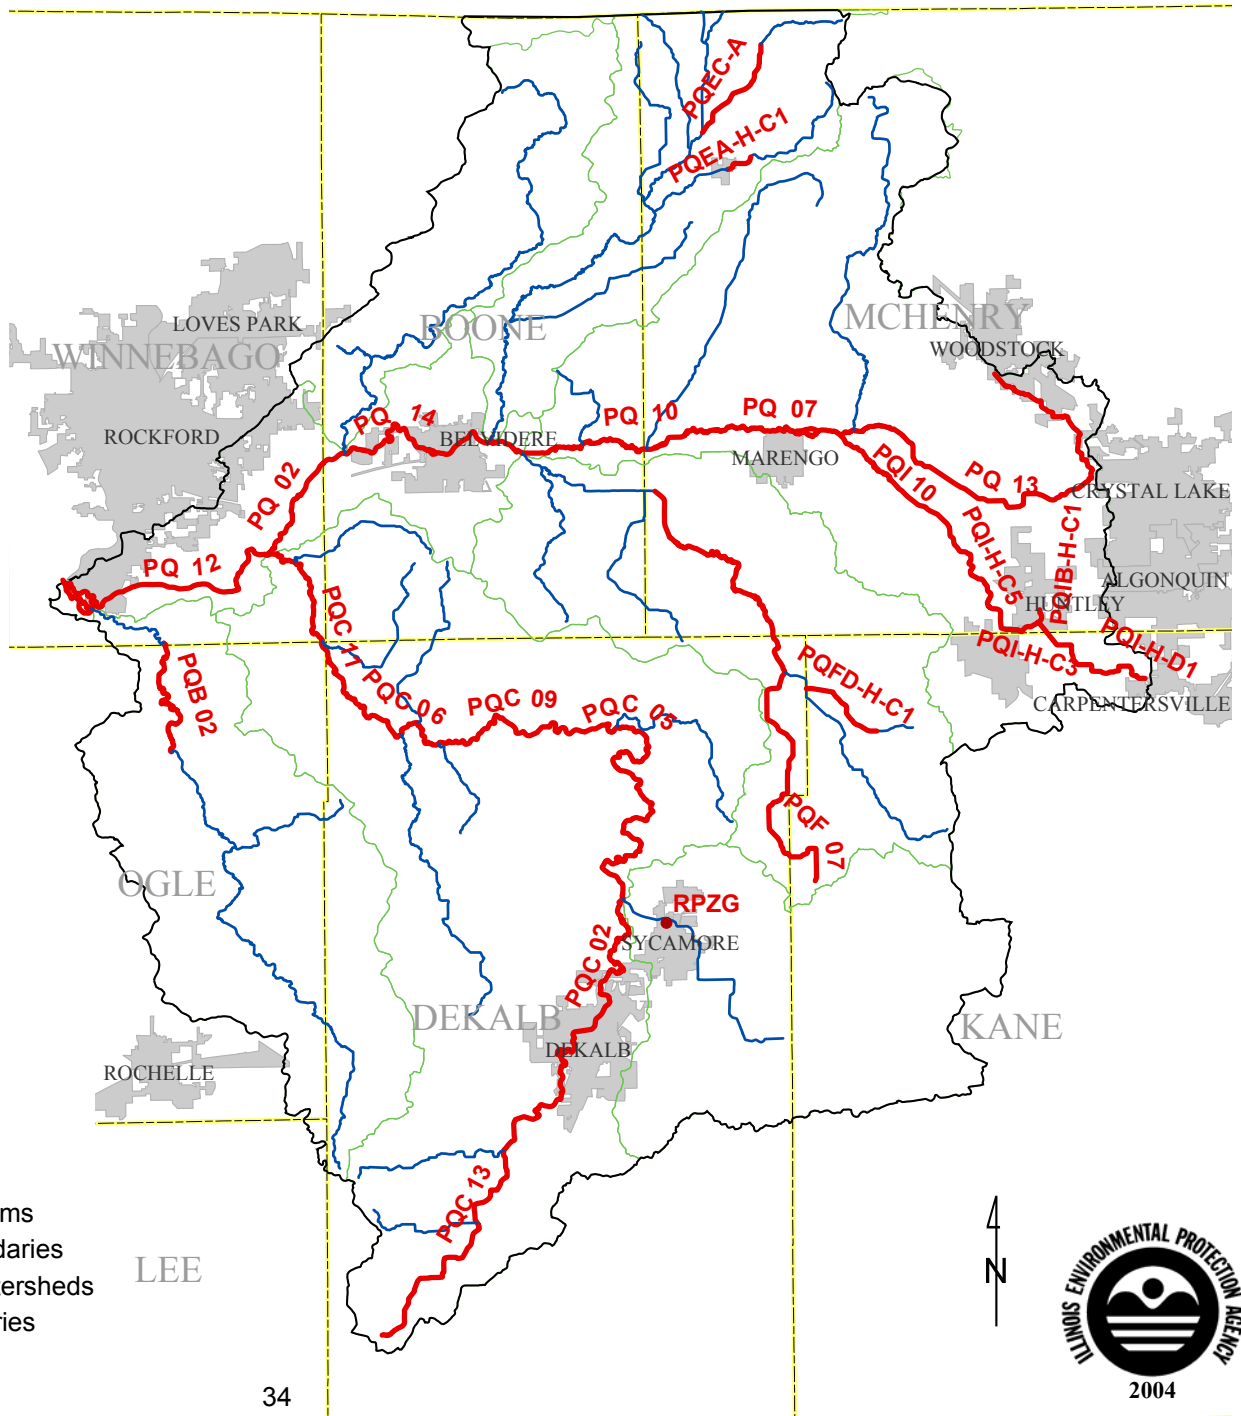 PQEC-A
PQEA-H-C1
LOVES PARK
BOONE
MCHENRY
WINNEBAGO
WOODSTOCK
PQ 14
PQ 10
PQ 07
ROCKFORD
BELVIDERE
MARENGO
PQI 10
PQ 13
CRYSTAL LAKE
PQ 02
PQI-H-C5
PQIB-H-C1
PQ 12
ALGONQUIN
HUNTLEY
PQC 11
PQI-H-C3
PQI-H-D1
PQB 02
PQC 06
PQC 09
PQC 05
PQFD-H-C1
CARPENTERSVILLE
PQF 07
OGLE
RPZG
SYCAMORE
PQC 02
DEKALB
KANE
DEKALB
ROCHELLE
PQC 13
ms
daries
LEE
tersheds
ries
N
ILLINOIS ENVIRONMENTAL PROTECTION AGENCY
2004
34